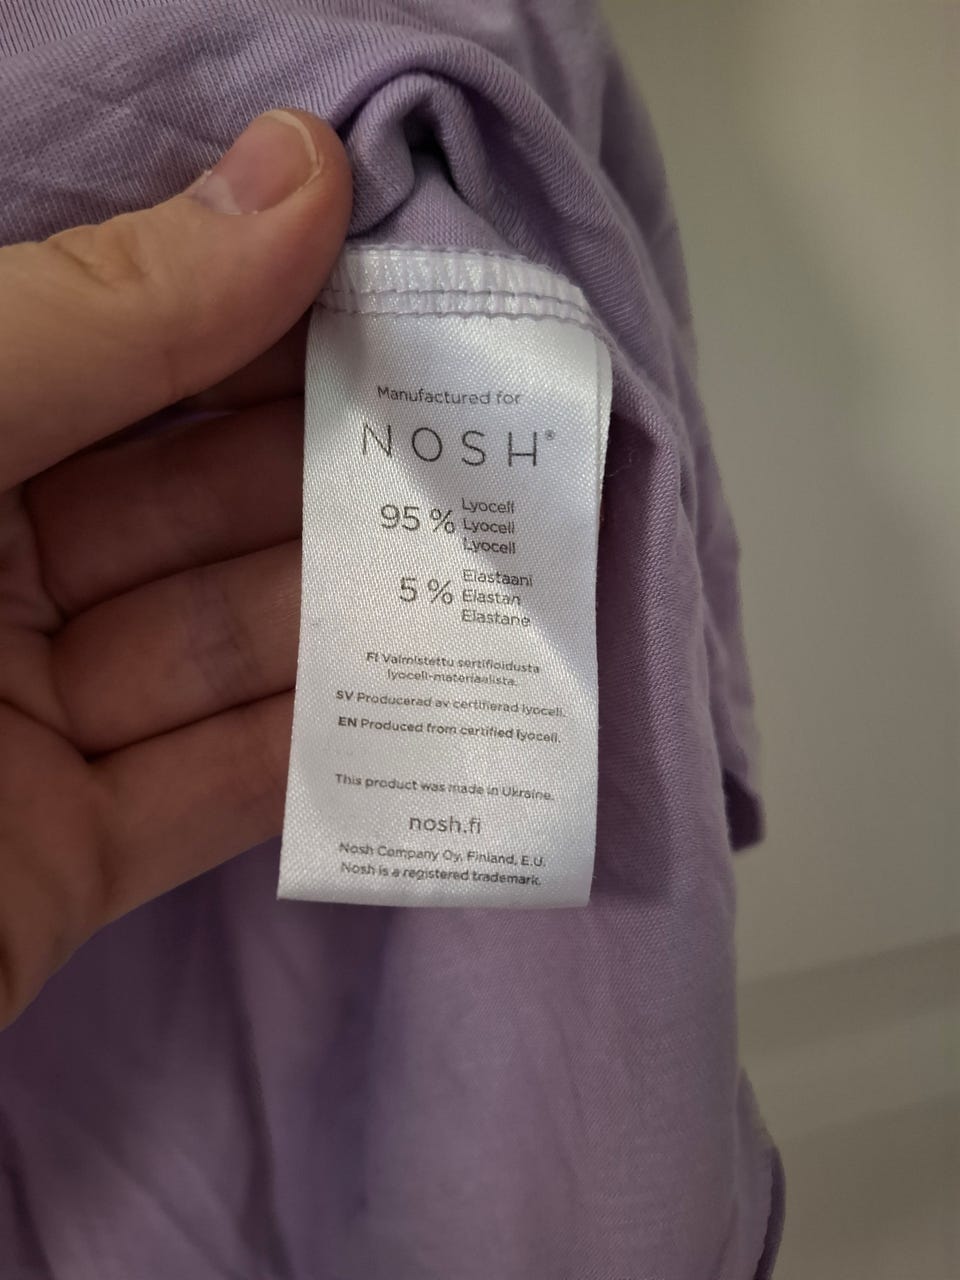 Manufactured for
NOSH®
95 % Lyocell
Lyocell
Lyocell
5 % Elastaani
Elastan
Elastane
FI Valmistettu sertifioidusta
lyocell-materiaalista.
SV Producerad av certifierad lyocell.
EN Produced from certified lyocell.
This product was made in Ukraine.
nosh.fi
Nosh Company Oy, Finland, E.U.
Nosh is a registered trademark.